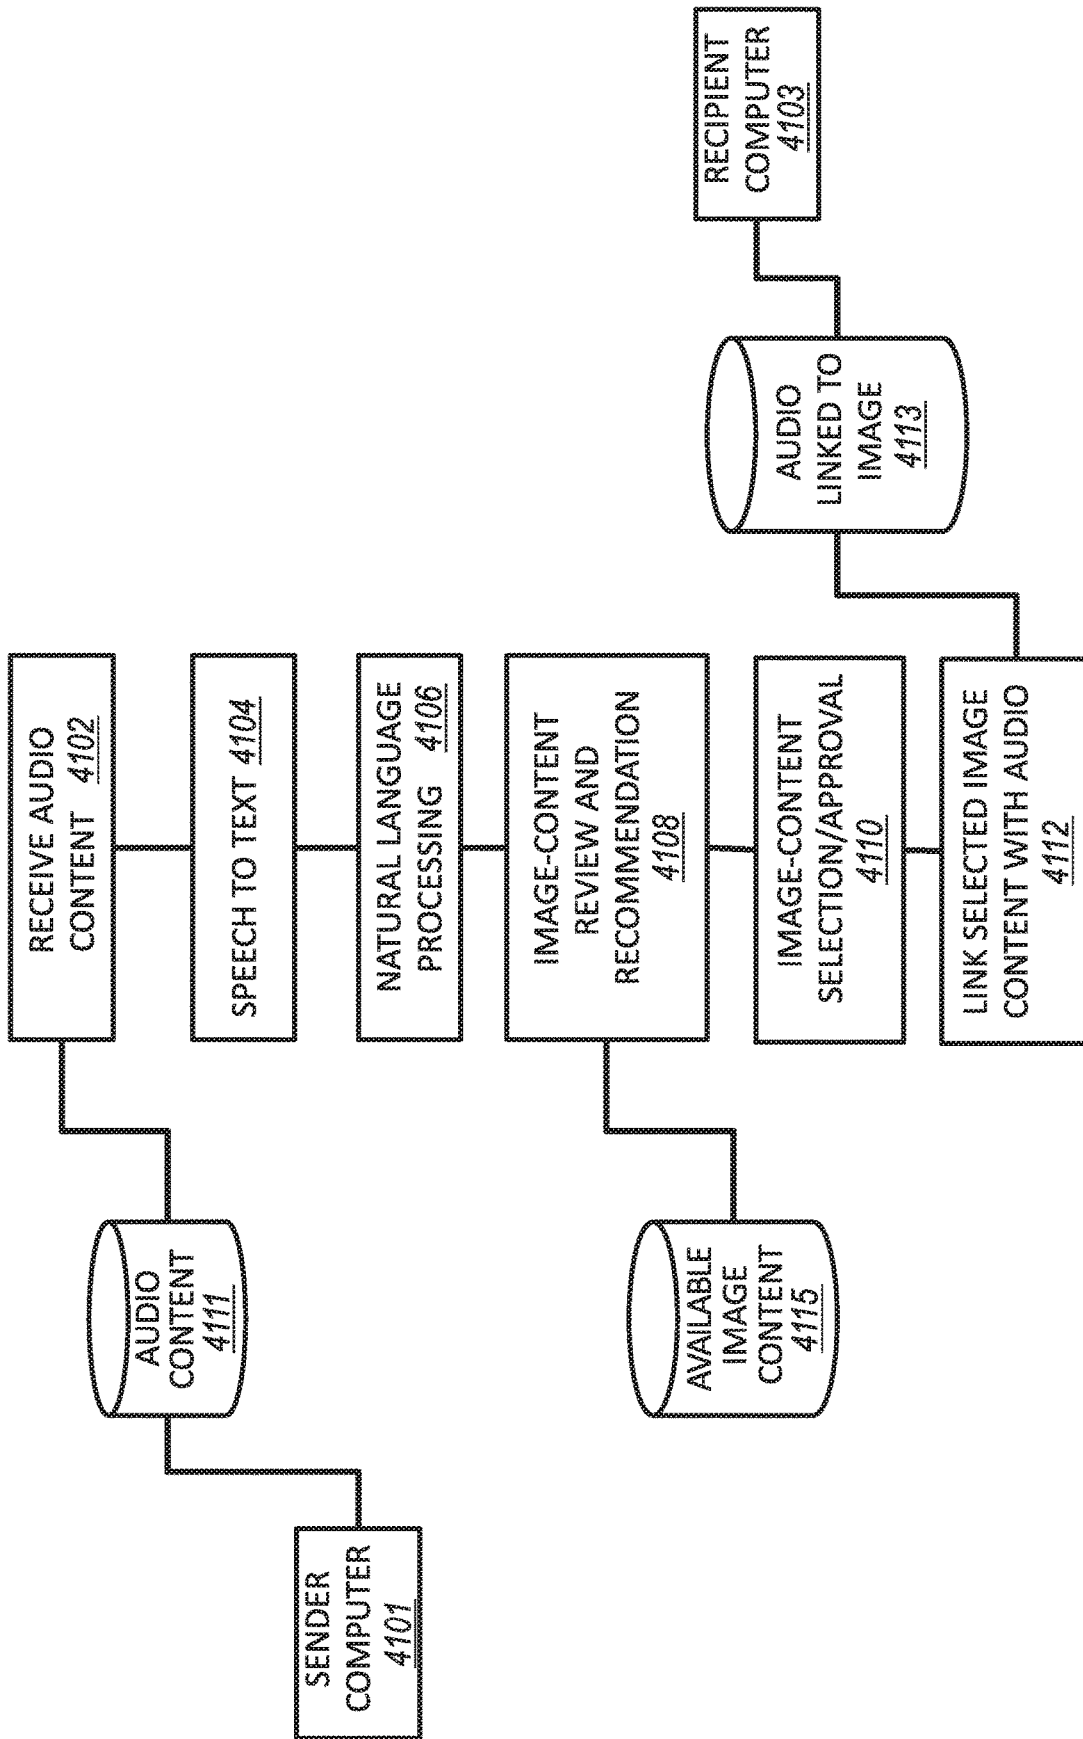 SENDER
COMPUTER
4101
AUDIO
CONTENT
4111
RECEIVE AUDIO
CONTENT 4102
SPEECH TO TEXT 4104
NATURAL LANGUAGE
PROCESSING 4106
AVAILABLE
IMAGE
CONTENT
4115
IMAGE-CONTENT
REVIEW AND
RECOMMENDATION
4108
IMAGE-CONTENT
SELECTION/APPROVAL
4110
LINK SELECTED IMAGE
CONTENT WITH AUDIO
4112
AUDIO
LINKED TO
IMAGE
4113
RECIPIENT
COMPUTER
4103